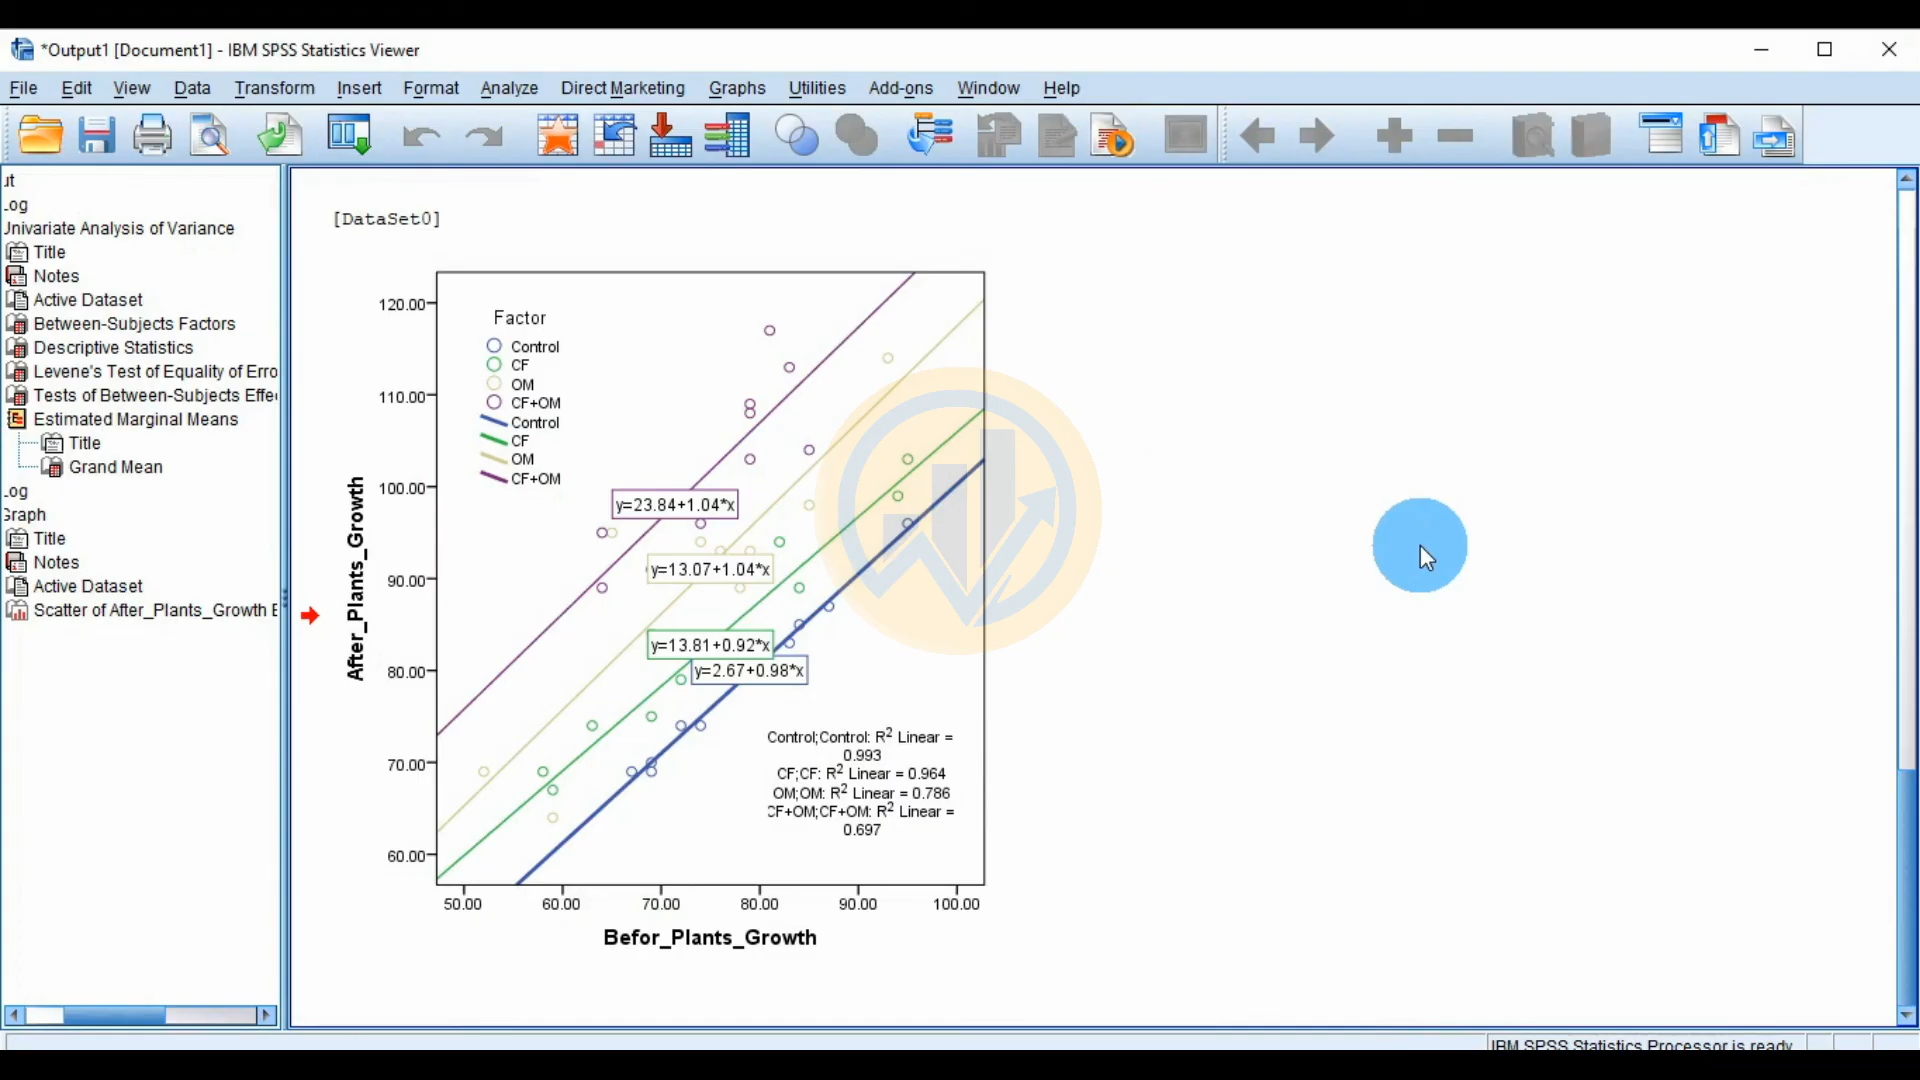 *Output1 [Document1] - IBM SPSS Statistics Viewer
File Edit View Data Transform Insert Format Analyze Direct Marketing Graphs Utilities Add-ons Window Help
ut
Log
Univariate Analysis of Variance
Title
Notes
Active Dataset
Between-Subjects Factors
Descriptive Statistics
Levene's Test of Equality of Erro
Tests of Between-Subjects Effe
Estimated Marginal Means
Title
Grand Mean
Log
Graph
Title
Notes
Active Dataset
Scatter of After_Plants_Growth
[DataSet0]
120.00
110.00
100.00
90.00
80.00
70.00
60.00
After_Plants_Growth
Factor
Control
CF
OM
CF+OM
Control
CF
OM
CF+OM
y=23.84+1.04*x
y=13.07+1.04*x
y=13.81+0.92*x
y=2.67+0.98*x
Control;Control: R2 Linear =
0.993
CF;CF: R2 Linear = 0.964
OM;OM: R2 Linear = 0.786
CF+OM;CF+OM: R2 Linear =
0.697
50.00 60.00 70.00 80.00 90.00 100.00
Befor_Plants_Growth
IBM SPSS Statistics Processor is ready